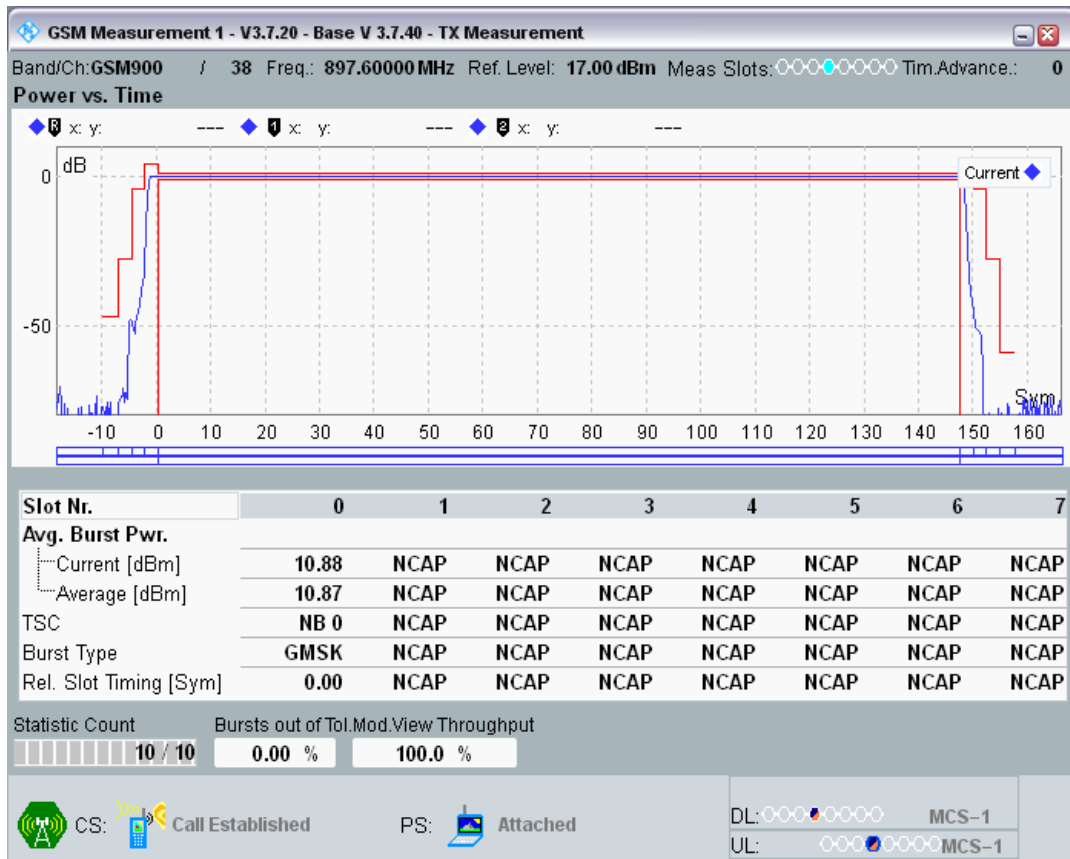 GSM Measurement 1 - V3.7.20 - Base V 3.7.40 - TX Measurement
Band/Ch:GSM900 / 38 Freq.: 897.60000 MHz Ref. Level: 17.00 dBm Meas Slots: Tim.Advance.: 0
Power vs. Time
R x: y: --- 1 x: y: --- 2 x: y: ---
dB
Current
0
-50
Sym
-10 0 10 20 30 40 50 60 70 80 90 100 110 120 130 140 150 160
Slot Nr. 0 1 2 3 4 5 6 7
Avg. Burst Pwr.
Current [dBm] 10.88 NCAP NCAP NCAP NCAP NCAP NCAP NCAP
Average [dBm] 10.87 NCAP NCAP NCAP NCAP NCAP NCAP NCAP
TSC NB 0 NCAP NCAP NCAP NCAP NCAP NCAP NCAP
Burst Type GMSK NCAP NCAP NCAP NCAP NCAP NCAP NCAP
Rel. Slot Timing [Sym] 0.00 NCAP NCAP NCAP NCAP NCAP NCAP NCAP
Statistic Count Bursts out of Tol.Mod.View Throughput
10 / 10 0.00 % 100.0 %
CS: Call Established PS: Attached
DL: MCS-1
UL: MCS-1